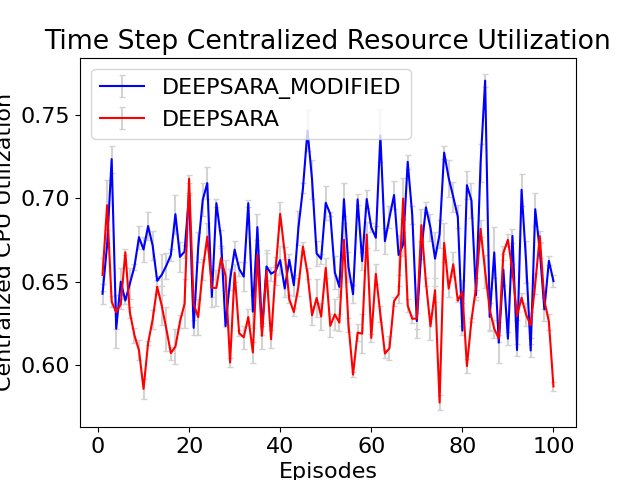 Time Step Centralized Resource Utilization
DEEPSARA_MODIFIED
DEEPSARA
Centralized CPU Utilization
0.75
0.70
0.65
0.60
0
20
40
60
80
100
Episodes